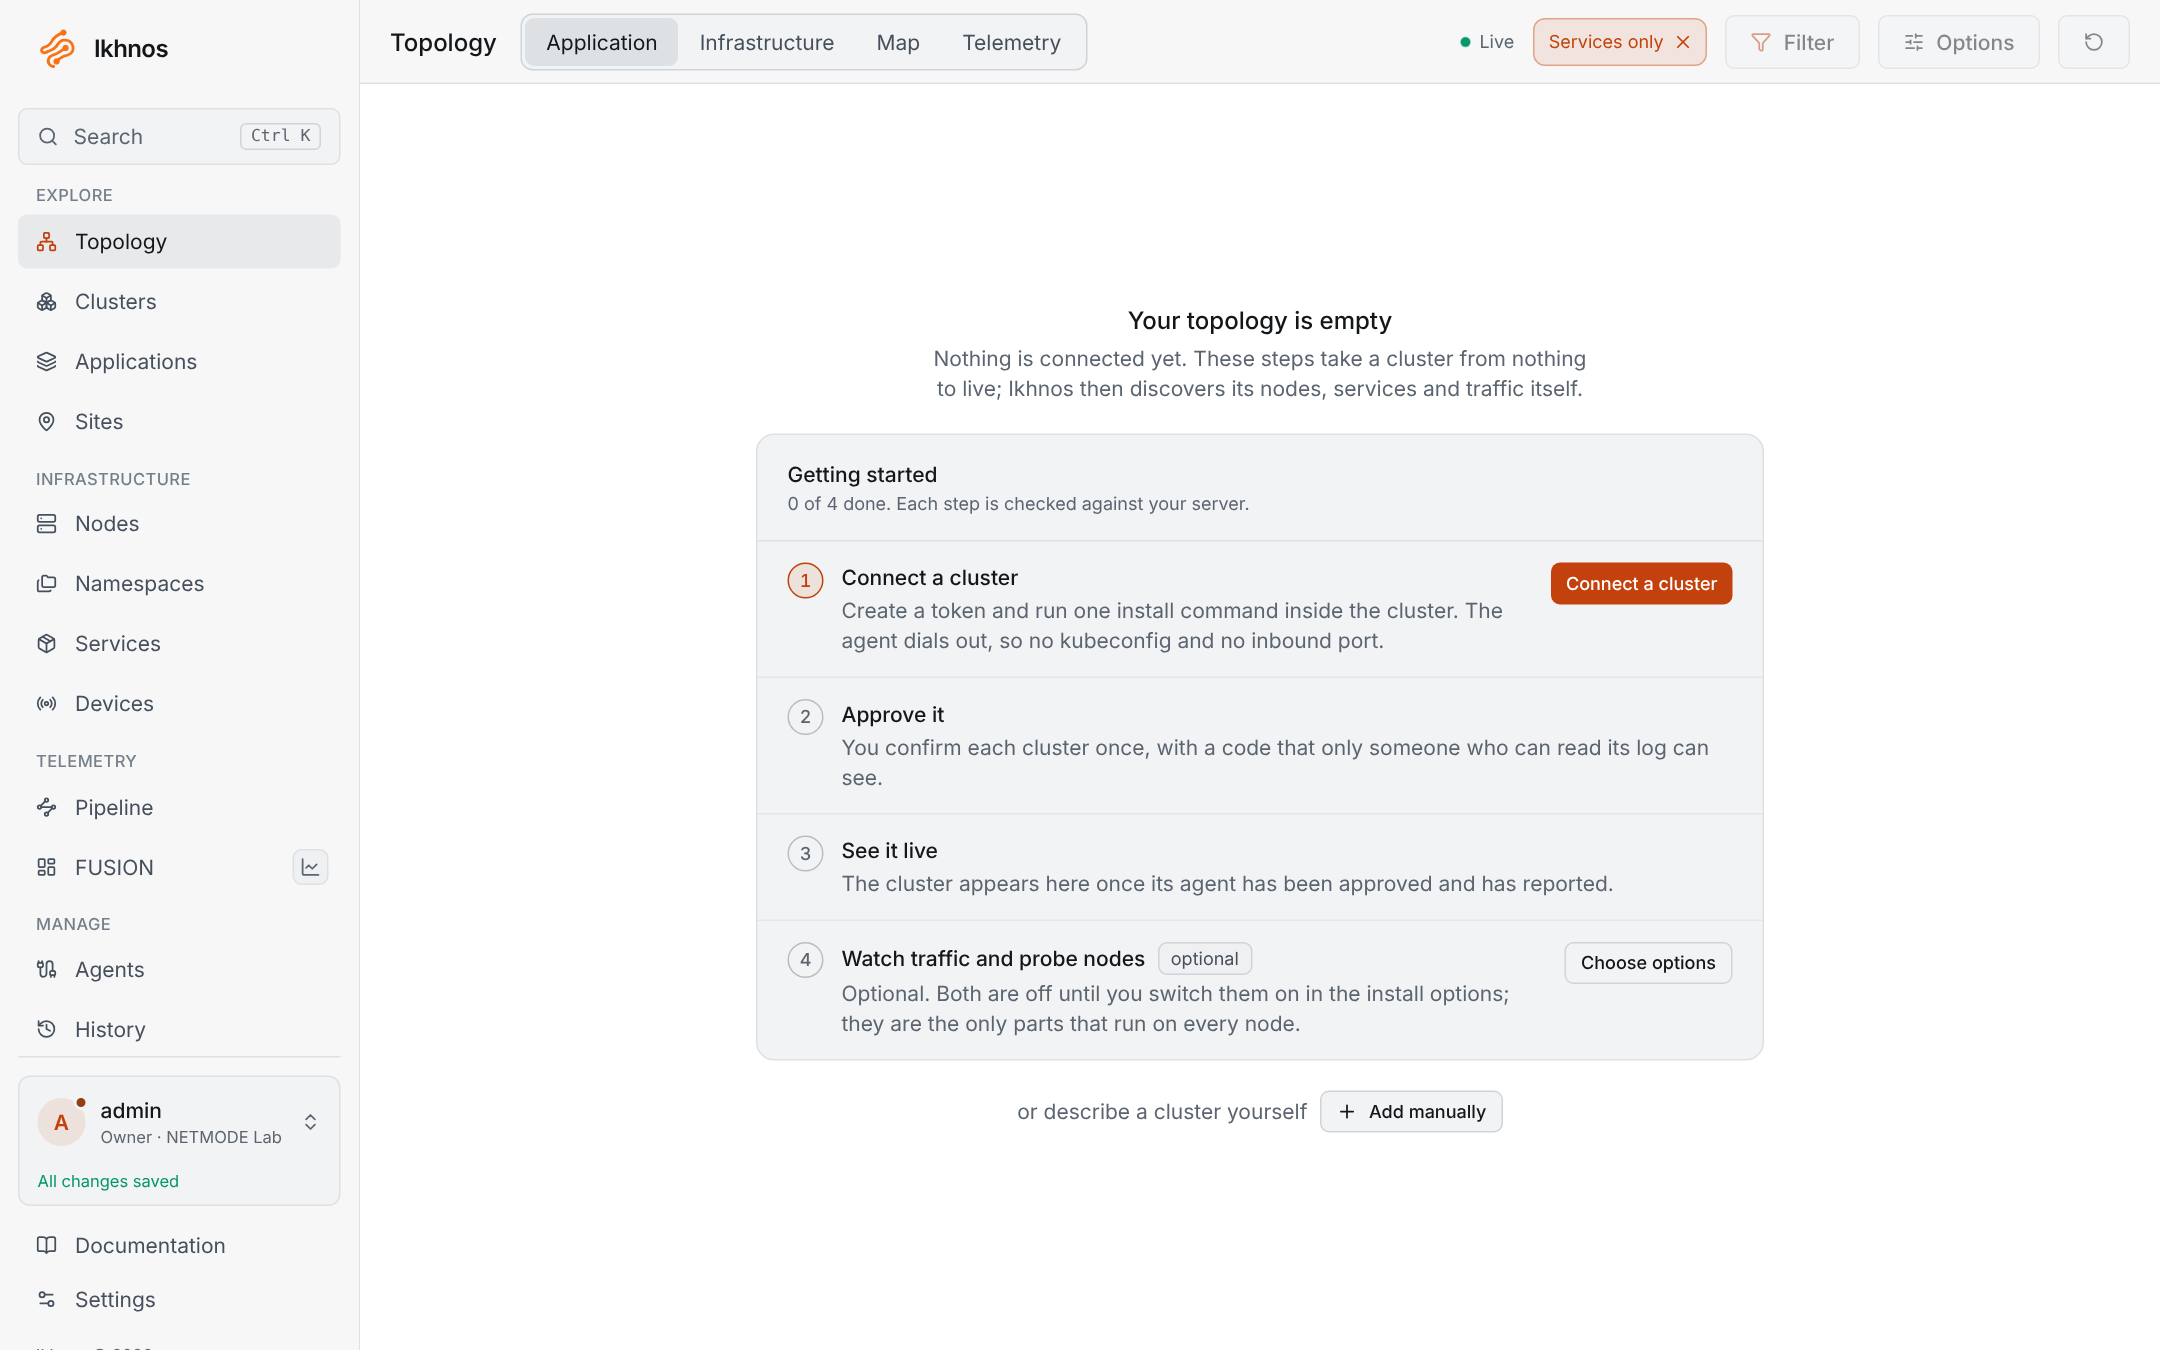 Ikhnos
Search
Ctrl K
EXPLORE
Topology
Clusters
Applications
Sites
INFRASTRUCTURE
Nodes
Namespaces
Services
Devices
TELEMETRY
Pipeline
FUSION
MANAGE
Agents
History
A
admin
Owner · NETMODE Lab
All changes saved
Documentation
Settings
Topology
Application
Infrastructure
Map
Telemetry
Live
Services only
Filter
Options
Your topology is empty
Nothing is connected yet. These steps take a cluster from nothing
to live; Ikhnos then discovers its nodes, services and traffic itself.
Getting started
0 of 4 done. Each step is checked against your server.
1
Connect a cluster
Create a token and run one install command inside the cluster. The
agent dials out, so no kubeconfig and no inbound port.
Connect a cluster
2
Approve it
You confirm each cluster once, with a code that only someone who can read its log can
see.
3
See it live
The cluster appears here once its agent has been approved and has reported.
4
Watch traffic and probe nodes
optional
Optional. Both are off until you switch them on in the install options;
they are the only parts that run on every node.
Choose options
or describe a cluster yourself
Add manually